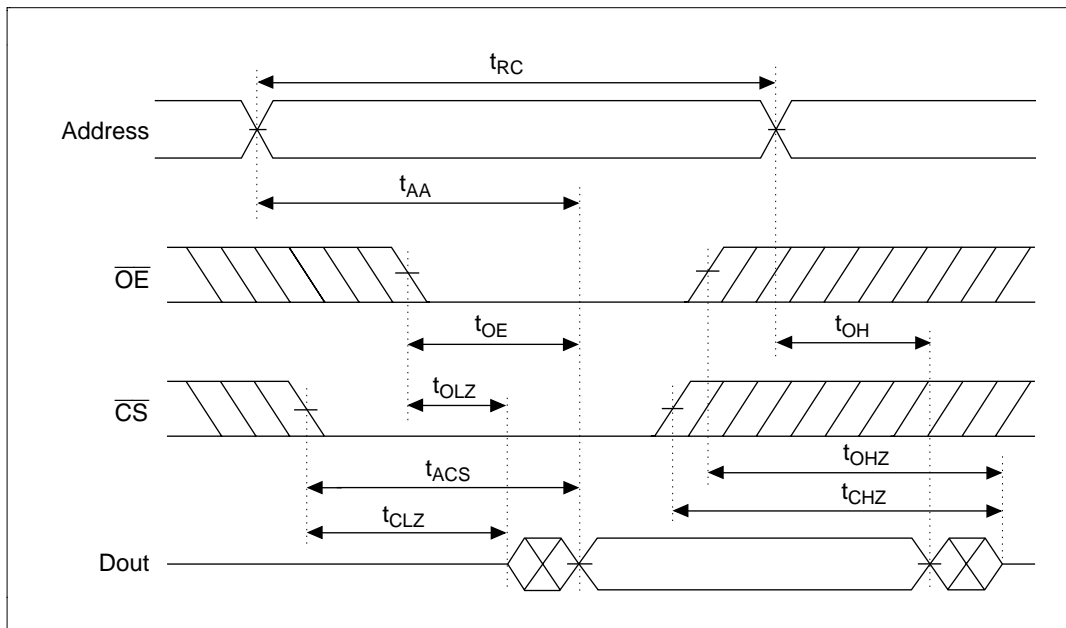 tRC
Address
tAA
OE
tOE
tOH
tOLZ
CS
tOHZ
tACS
tCHZ
tCLZ
Dout